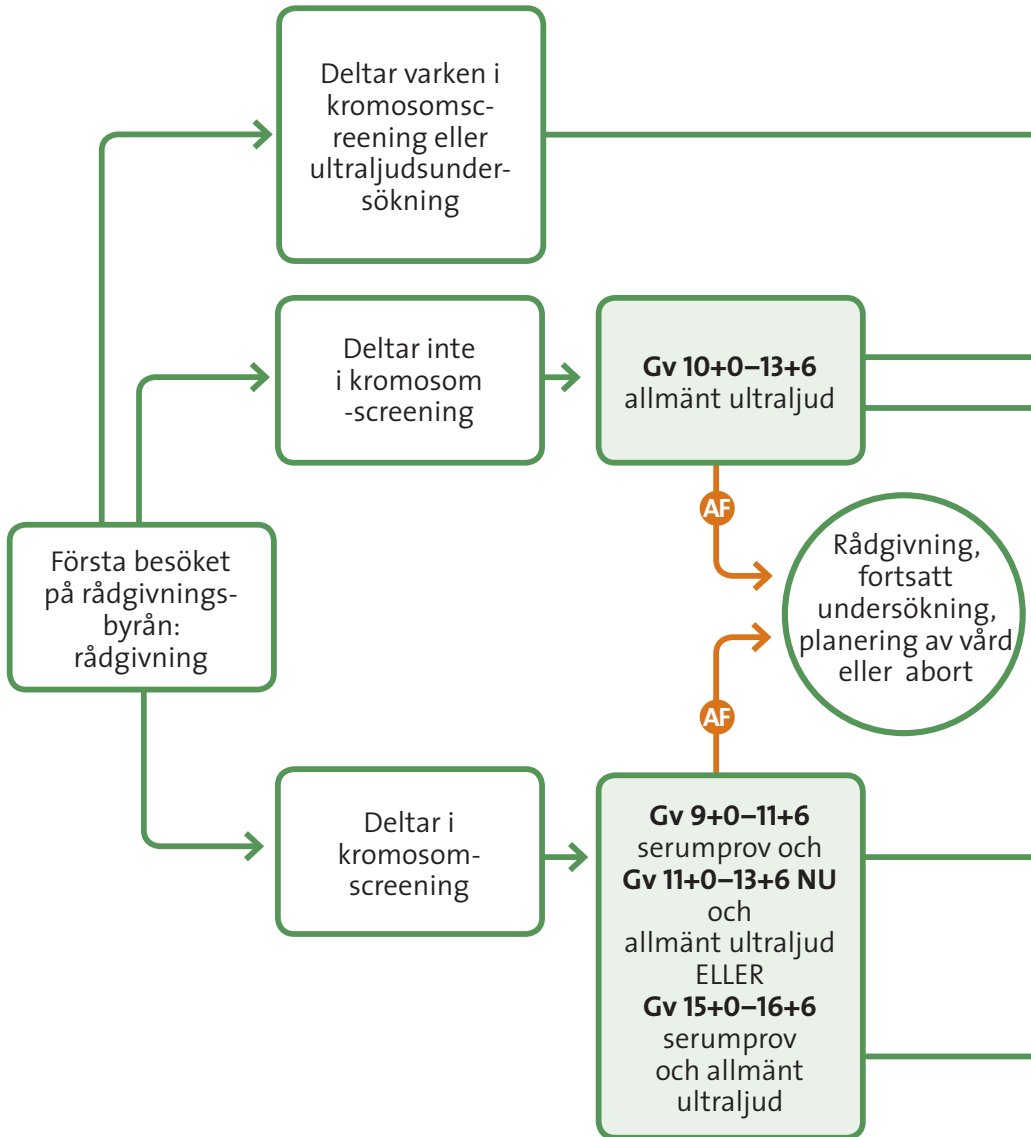 Deltar varken i
kromosomsc-
reening eller
ultraljudsunder-
sökning
Deltar inte
i kromosom
-screening
Gv 10+0–13+6
allmänt ultraljud
AF
Rådgivning,
fortsatt
undersökning,
planering av vård
eller abort
Första besöket
på rådgivnings-
byrån:
rådgivning
AF
Deltar i
kromosom-
screening
Gv 9+0–11+6
serumprov och
Gv 11+0–13+6 NU
och
allmänt ultraljud
ELLER
Gv 15+0–16+6
serumprov
och allmänt
ultraljud